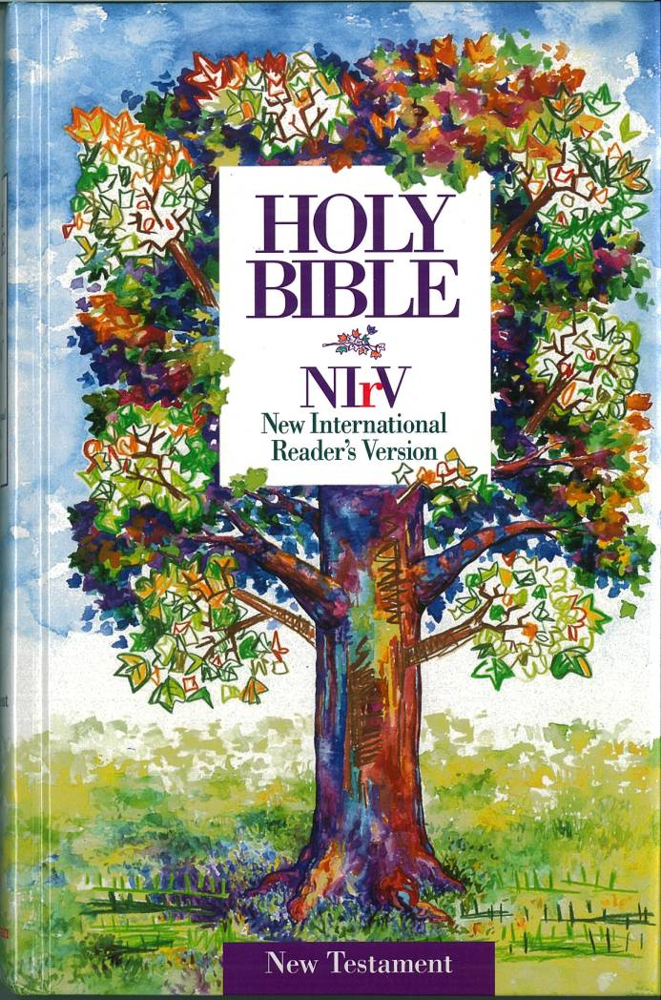 HOLY
BIBLE
NIrV
New International
Reader's Version
New Testament